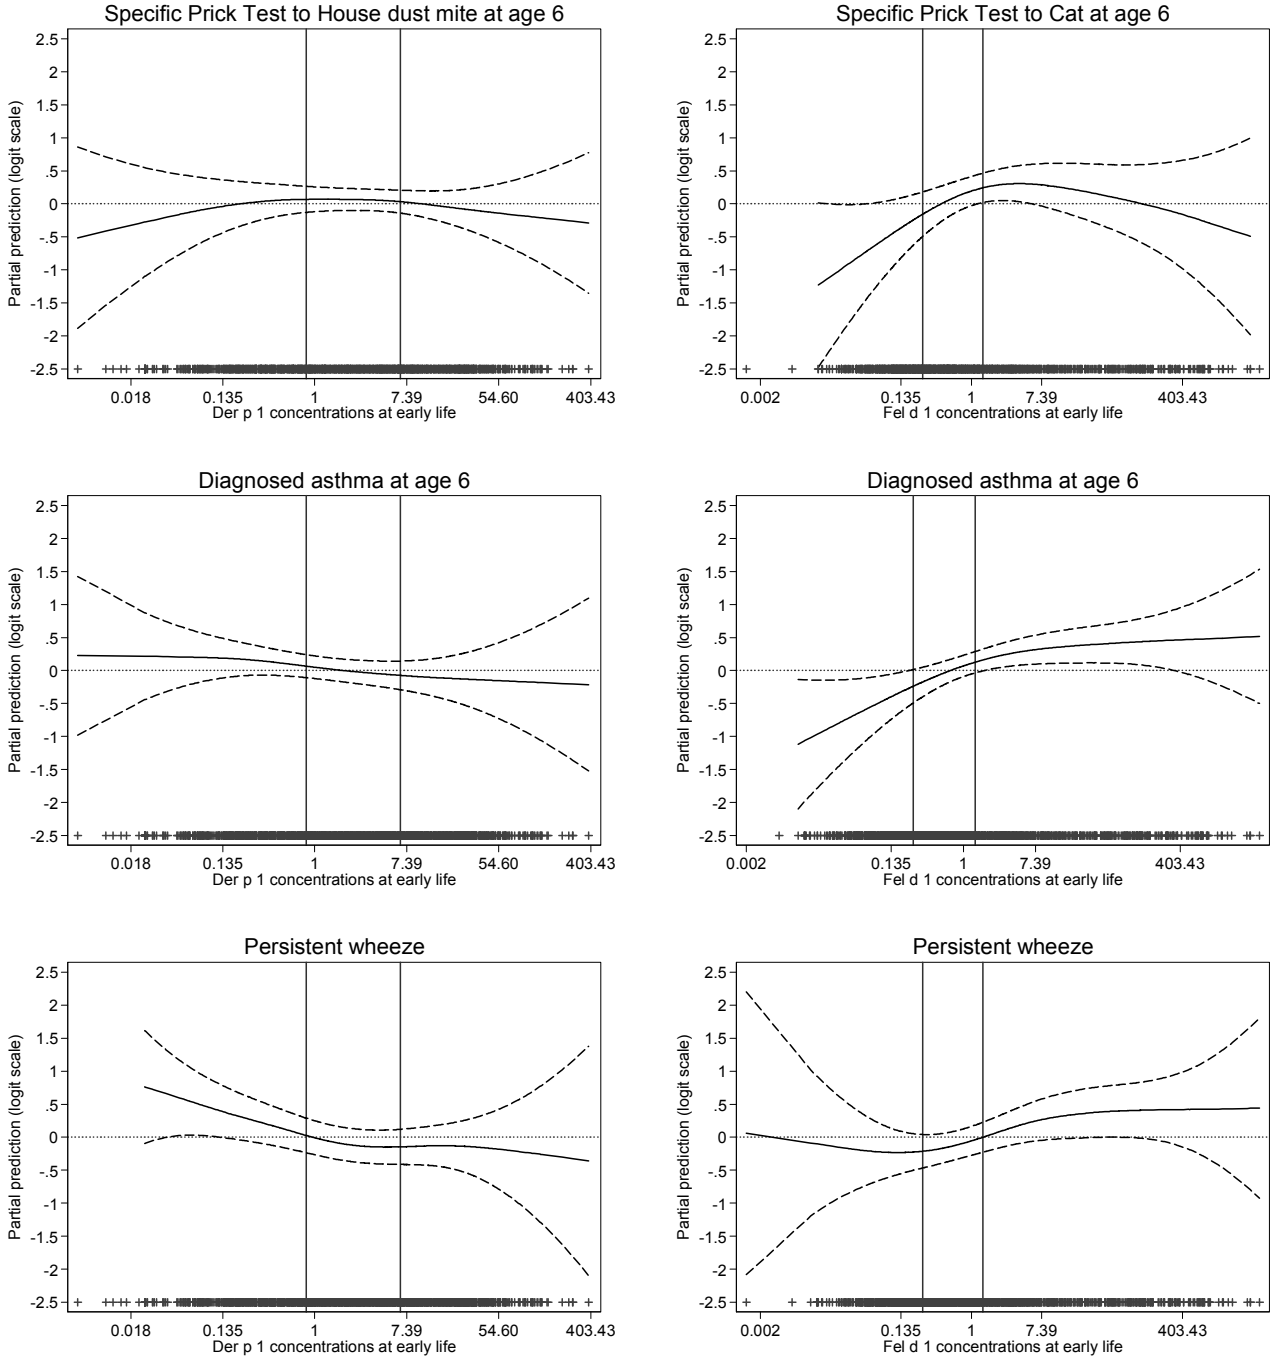 Specific Prick Test to House dust mite at age 6
Partial prediction (logit scale)
2.5
2
1.5
1
.5
0
-.5
-1
-1.5
-2
-2.5
0.018 0.135 1 7.39 54.60 403.43
Der p 1 concentrations at early life
Specific Prick Test to Cat at age 6
Partial prediction (logit scale)
2.5
2
1.5
1
.5
0
-.5
-1
-1.5
-2
-2.5
0.002 0.135 1 7.39 403.43
Fel d 1 concentrations at early life
Diagnosed asthma at age 6
Partial prediction (logit scale)
2.5
2
1.5
1
.5
0
-.5
-1
-1.5
-2
-2.5
0.018 0.135 1 7.39 54.60 403.43
Der p 1 concentrations at early life
Diagnosed asthma at age 6
Partial prediction (logit scale)
2.5
2
1.5
1
.5
0
-.5
-1
-1.5
-2
-2.5
0.002 0.135 1 7.39 403.43
Fel d 1 concentrations at early life
Persistent wheeze
Partial prediction (logit scale)
2.5
2
1.5
1
.5
0
-.5
-1
-1.5
-2
-2.5
0.018 0.135 1 7.39 54.60 403.43
Der p 1 concentrations at early life
Persistent wheeze
Partial prediction (logit scale)
2.5
2
1.5
1
.5
0
-.5
-1
-1.5
-2
-2.5
0.002 0.135 1 7.39 403.43
Fel d 1 concentrations at early life